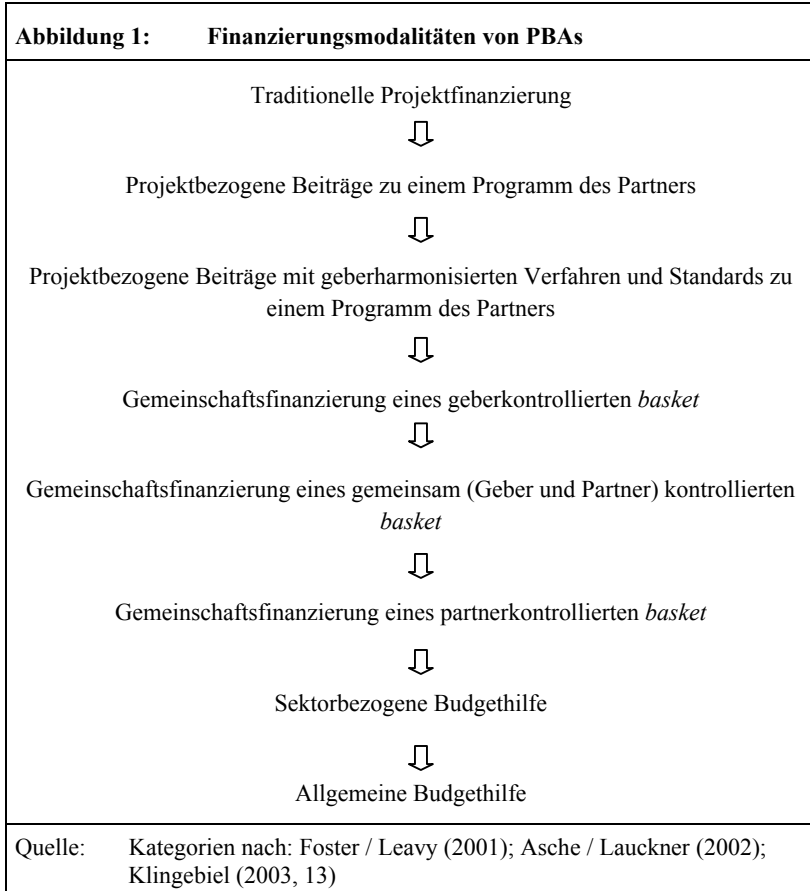 Abbildung 1: Finanzierungsmodalitäten von PBAs
Traditionelle Projektfinanzierung
Projektbezogene Beiträge zu einem Programm des Partners
Projektbezogene Beiträge mit geberharmonisierten Verfahren und Standards zu
einem Programm des Partners
Gemeinschaftsfinanzierung eines geberkontrollierten basket
Gemeinschaftsfinanzierung eines gemeinsam (Geber und Partner) kontrollierten
basket
Gemeinschaftsfinanzierung eines partnerkontrollierten basket
Sektorbezogene Budgethilfe
Allgemeine Budgethilfe
Quelle: Kategorien nach: Foster / Leavy (2001); Asche / Lauckner (2002);
Klingebiel (2003, 13)